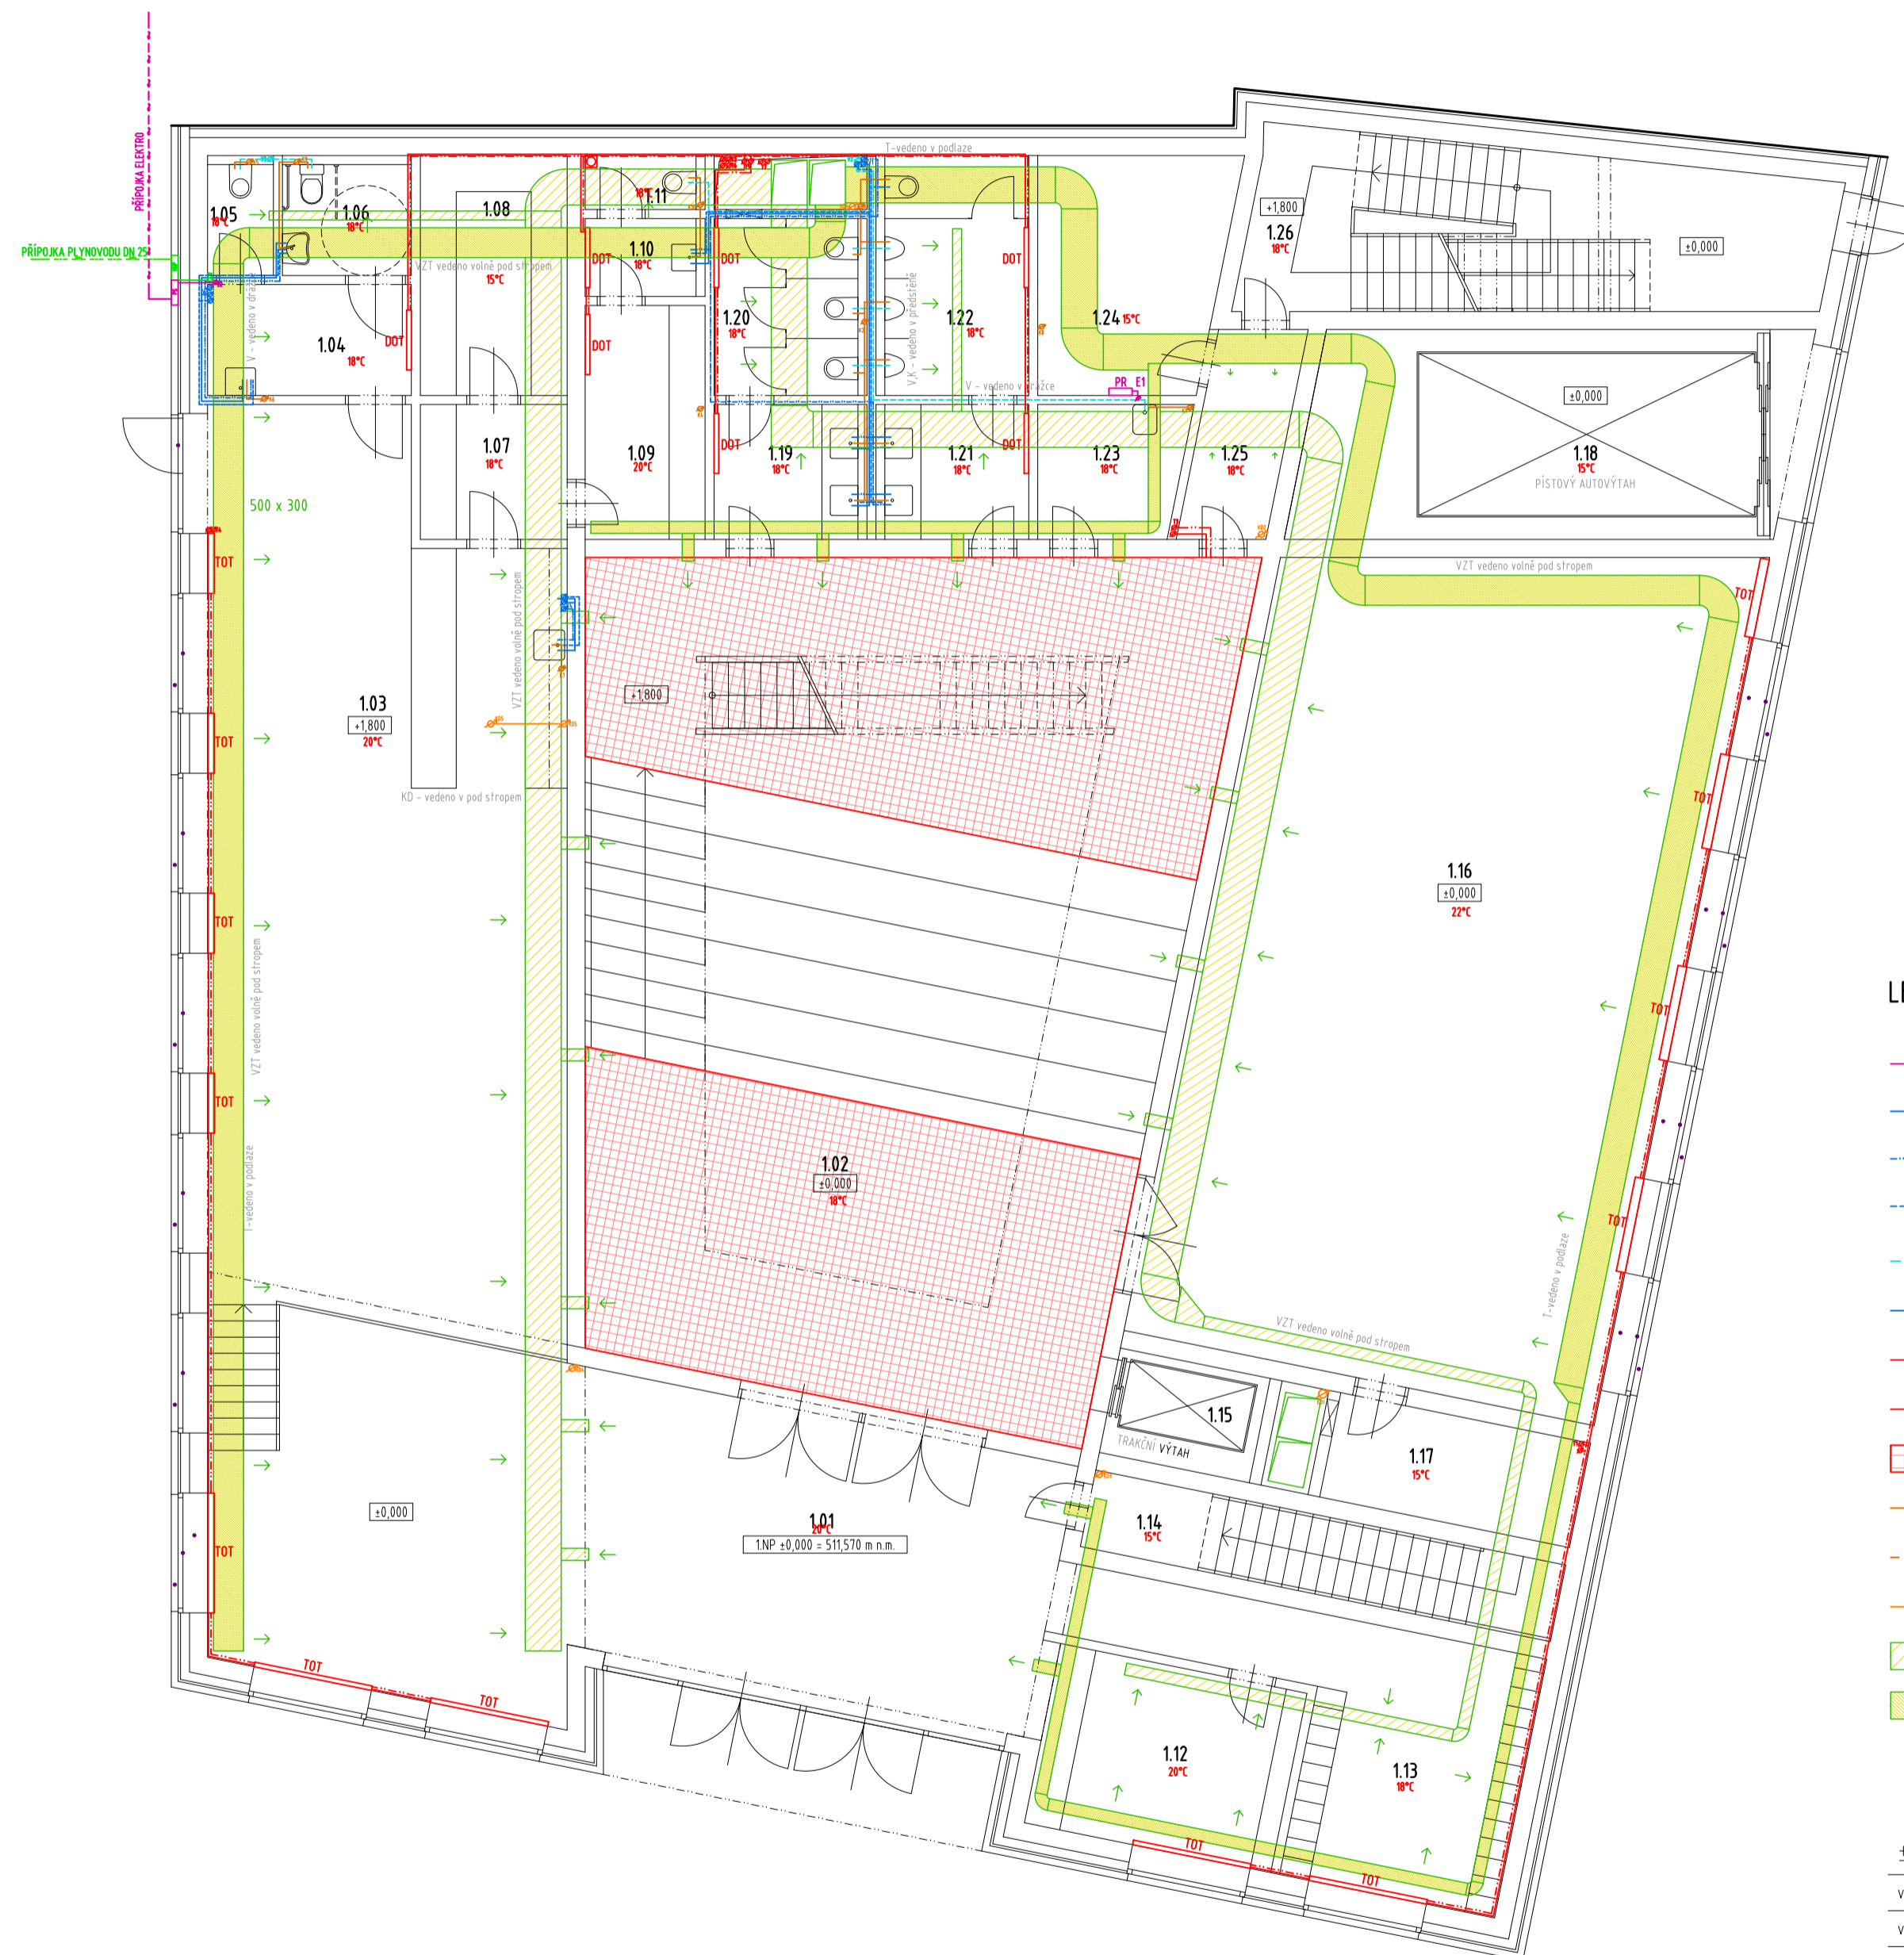 PŘÍPOJKA ELEKTRO
PŘÍPOJKA PLYNOVODU DN 25
T-vedeno v podlaze
1.05
18°C
1.06
18°C
1.08
15°C
VZT vedeno volně pod stropem
1.11
18°C
1.10
18°C
DOT
DOT
DOT
DOT
V - vedeno v drážce
1.04
18°C
DOT
1.20
18°C
1.22
18°C
V,K - vedeno v předstěně
1.24
15°C
V - vedeno v drážce
PR
E1
+1,800
1.26
18°C
±0,000
±0,000
1.18
15°C
PÍSTOVÝ AUTOVÝTAH
1.07
18°C
1.09
20°C
DOT
1.19
18°C
1.21
18°C
DOT
1.23
18°C
1.25
18°C
500 x 300
TOT
TOT
TOT
TOT
TOT
VZT vedeno volně pod stropem
VZT vedeno volně pod stropem
+1,800
1.03
+1,800
20°C
KD - vedeno v pod stropem
VZT vedeno volně pod stropem
T-vedeno v podlaze
TOT
TOT
TOT
TOT
1.16
±0,000
22°C
1.02
±0,000
18°C
T-vedeno v podlaze
VZT vedeno volně pod stropem
LE
1.15
TRAKČNÍ VÝTAH
1.17
15°C
1.14
15°C
±0,000
1.01
20°C
1.NP ±0,000 = 511,570 m n.m.
TOT
TOT
1.12
20°C
1.13
18°C
TOT
TOT
±
V
V